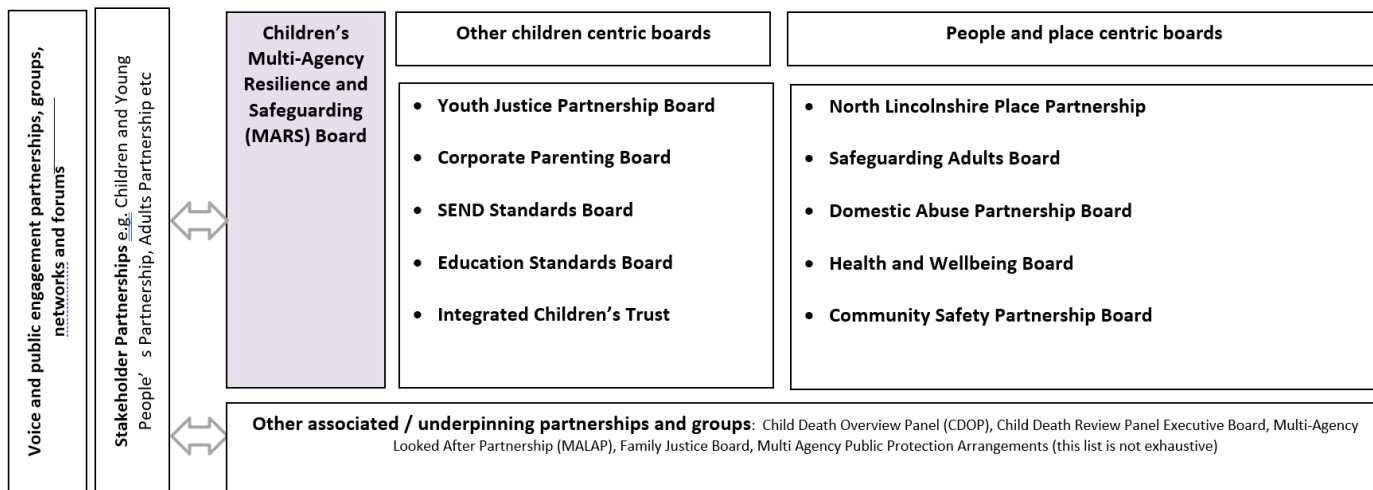 Voice and public engagement partnerships, groups,
networks and forums
Stakeholder Partnerships e.g. Children and Young
People’ s Partnership, Adults Partnership etc
Children’s
Multi-Agency
Resilience and
Safeguarding
(MARS) Board
Other children centric boards
• Youth Justice Partnership Board
• Corporate Parenting Board
• SEND Standards Board
• Education Standards Board
• Integrated Children’s Trust
People and place centric boards
• North Lincolnshire Place Partnership
• Safeguarding Adults Board
• Domestic Abuse Partnership Board
• Health and Wellbeing Board
• Community Safety Partnership Board
Other associated / underpinning partnerships and groups: Child Death Overview Panel (CDOP), Child Death Review Panel Executive Board, Multi-Agency
Looked After Partnership (MALAP), Family Justice Board, Multi Agency Public Protection Arrangements (this list is not exhaustive)